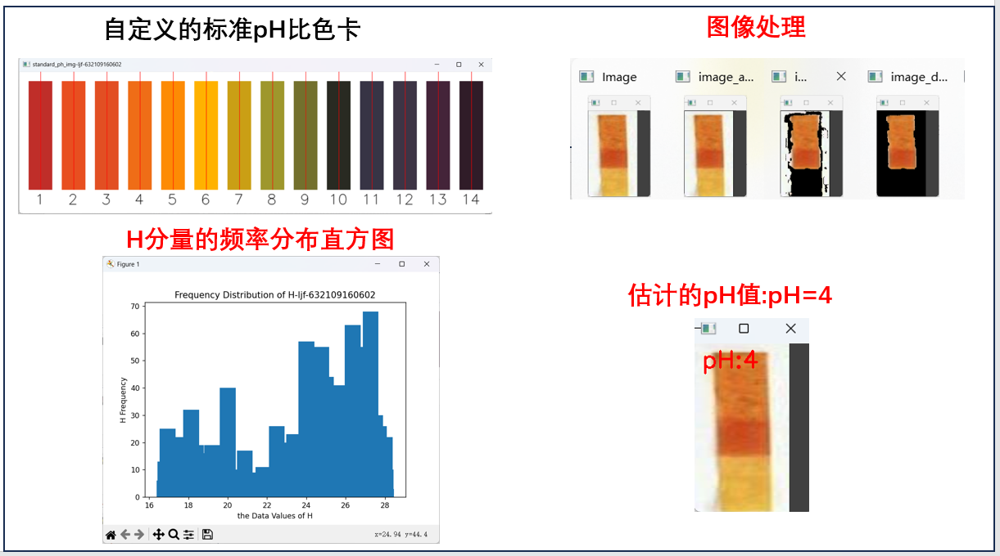 自定义的标准pH比色卡
standard_ph_img-ljf-632109160602
1 2 3 4 5 6 7 8 9 10 11 12 13 14
图像处理
Image image_a... i... image_d...
H分量的频率分布直方图
Figure 1
Frequency Distribution of H-ljf-632109160602
70
60
50
40
30
20
10
0
H Frequency
16 18 20 22 24 26 28
the Data Values of H
x=24.94 y=44.4
估计的pH值:pH=4
pH:4